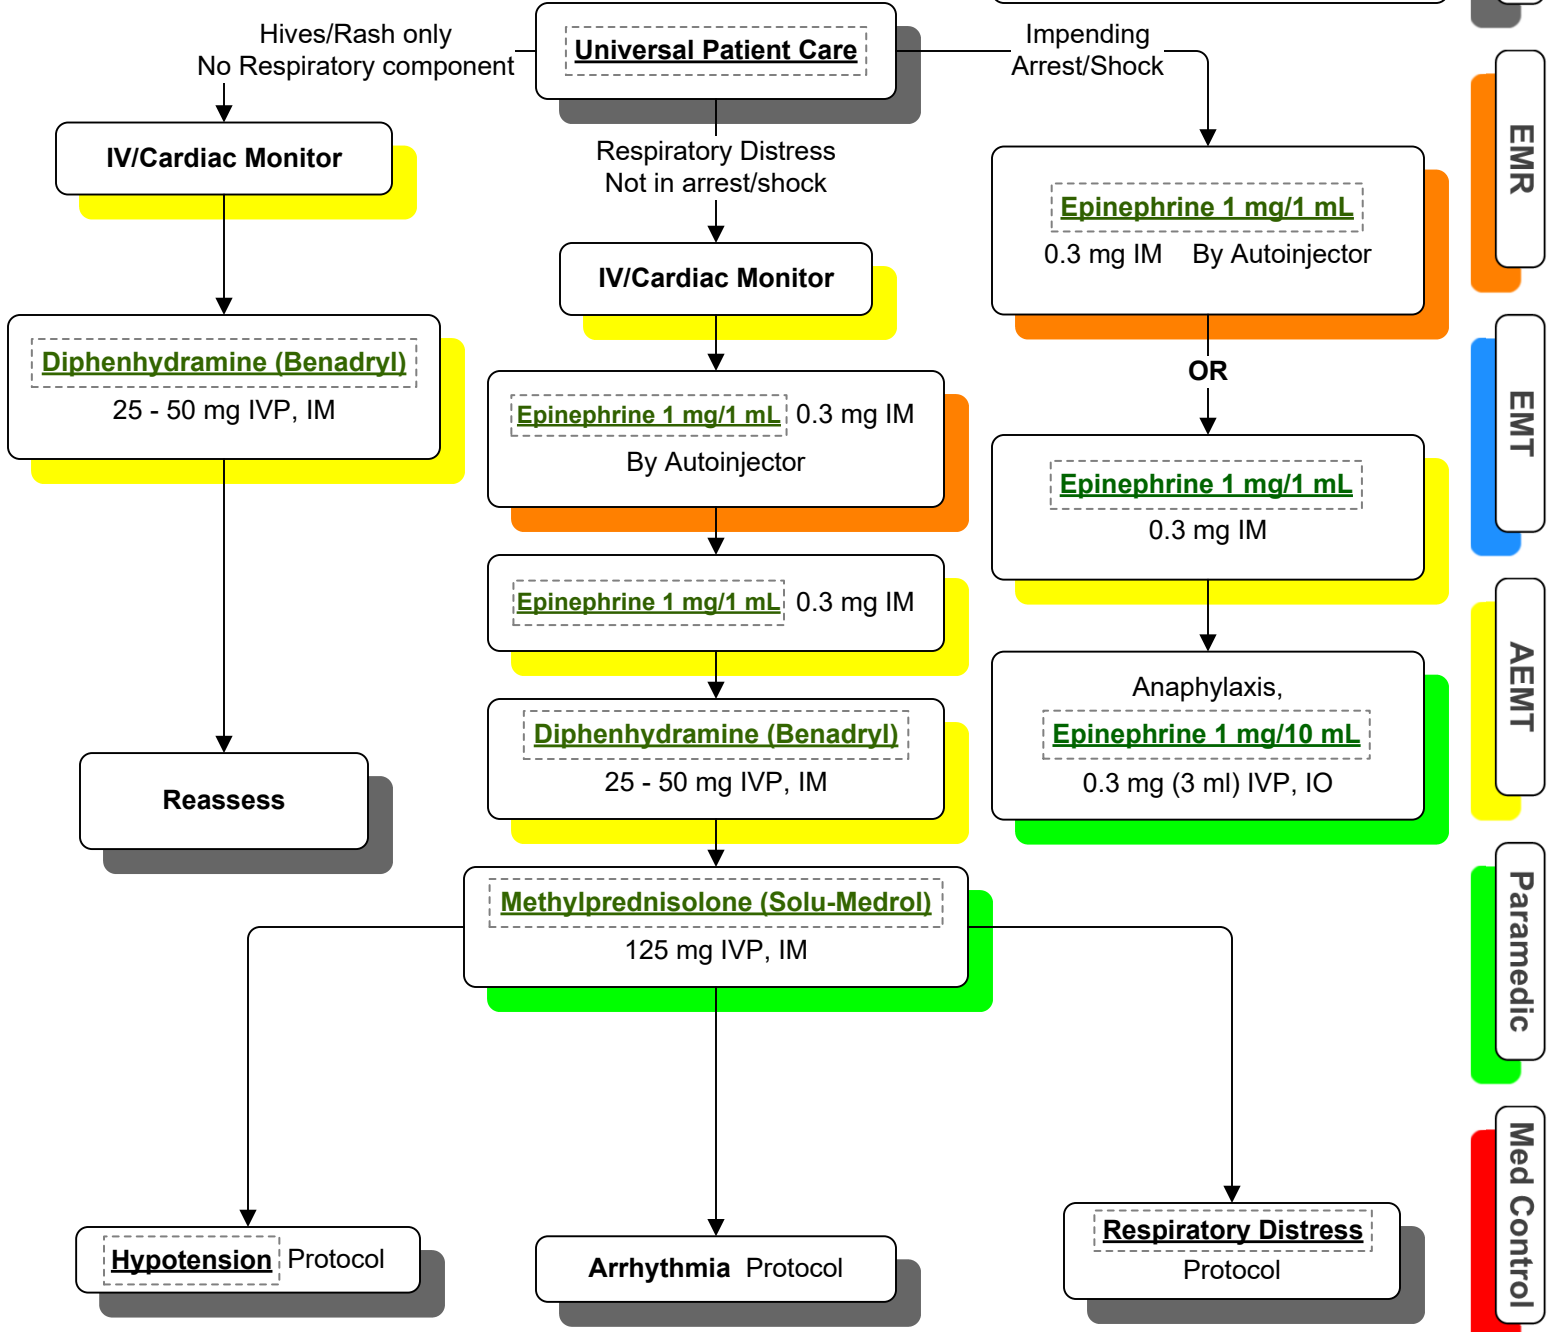 Universal Patient Care
Hives/Rash only
No Respiratory component
Impending
Arrest/Shock
Respiratory Distress
Not in arrest/shock
IV/Cardiac Monitor
Diphenhydramine (Benadryl)
25 - 50 mg IVP, IM
Reassess
IV/Cardiac Monitor
Epinephrine 1 mg/1 mL 0.3 mg IM
By Autoinjector
Epinephrine 1 mg/1 mL 0.3 mg IM
Diphenhydramine (Benadryl)
25 - 50 mg IVP, IM
Methylprednisolone (Solu-Medrol)
125 mg IVP, IM
Epinephrine 1 mg/1 mL
0.3 mg IM By Autoinjector
OR
Epinephrine 1 mg/1 mL
0.3 mg IM
Anaphylaxis,
Epinephrine 1 mg/10 mL
0.3 mg (3 ml) IVP, IO
Hypotension Protocol
Arrhythmia Protocol
Respiratory Distress
Protocol
EMR
EMT
AEMT
Paramedic
Med Control